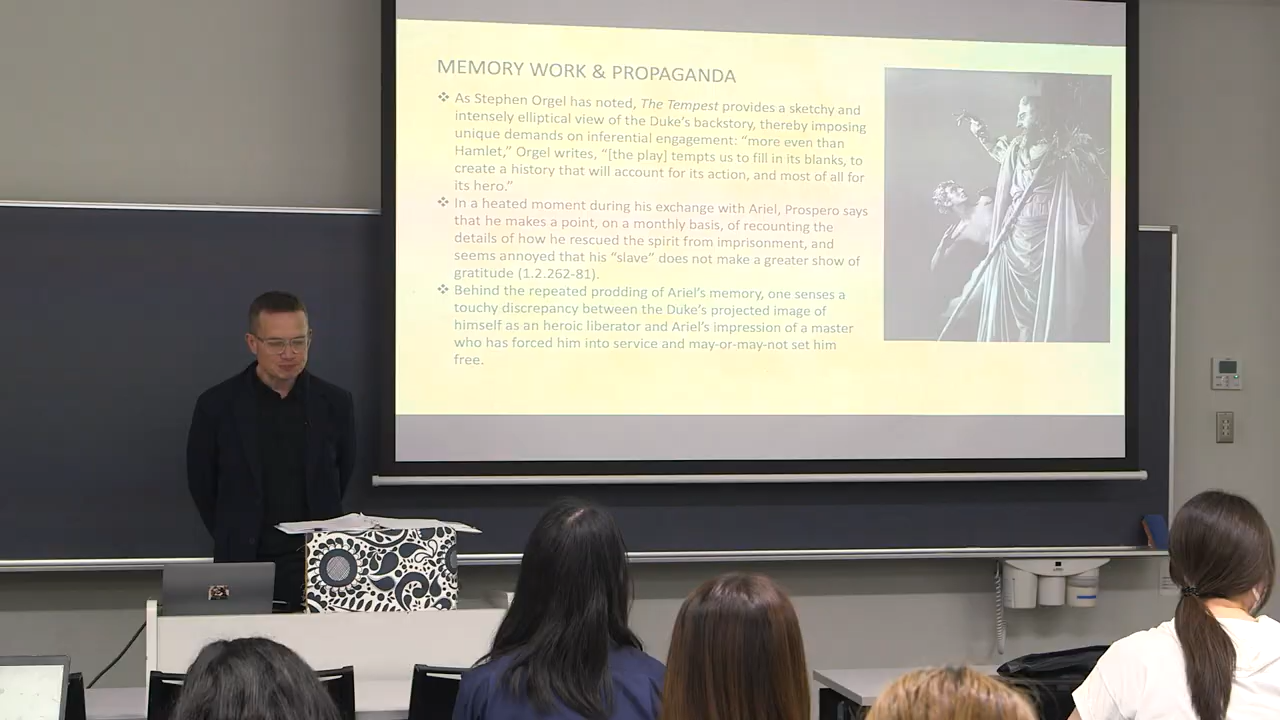 MEMORY WORK & PROPAGANDA
❖ As Stephen Orgel has noted, The Tempest provides a sketchy and
intensely elliptical view of the Duke's backstory, thereby imposing
unique demands on inferential engagement: "more even than
Hamlet," Orgel writes, "[the play] tempts us to fill in its blanks, to
create a history that will account for its action, and most of all for
its hero."
❖ In a heated moment during his exchange with Ariel, Prospero says
that he makes a point, on a monthly basis, of recounting the
details of how he rescued the spirit from imprisonment, and
seems annoyed that his "slave" does not make a greater show of
gratitude (1.2.262-81).
❖ Behind the repeated prodding of Ariel's memory, one senses a
touchy discrepancy between the Duke's projected image of
himself as an heroic liberator and Ariel's impression of a master
who has forced him into service and may-or-may-not set him
free.